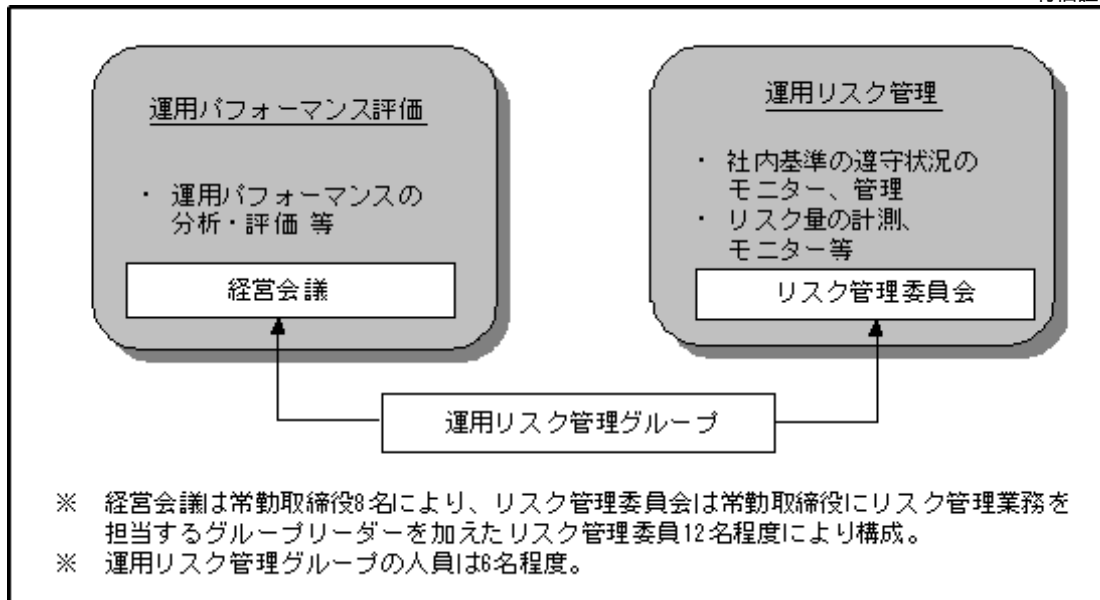 運用パフォーマンス評価
・ 運用パフォーマンスの
分析・評価 等
経営会議
運用リスク管理
・ 社内基準の遵守状況の
モニター、管理
・ リスク量の計測、
モニター等
リスク管理委員会
運用リスク管理グループ
※ 経営会議は常勤取締役8名により、リスク管理委員会は常勤取締役にリスク管理業務を
担当するグループリーダーを加えたリスク管理委員12名程度により構成。
※ 運用リスク管理グループの人員は6名程度。